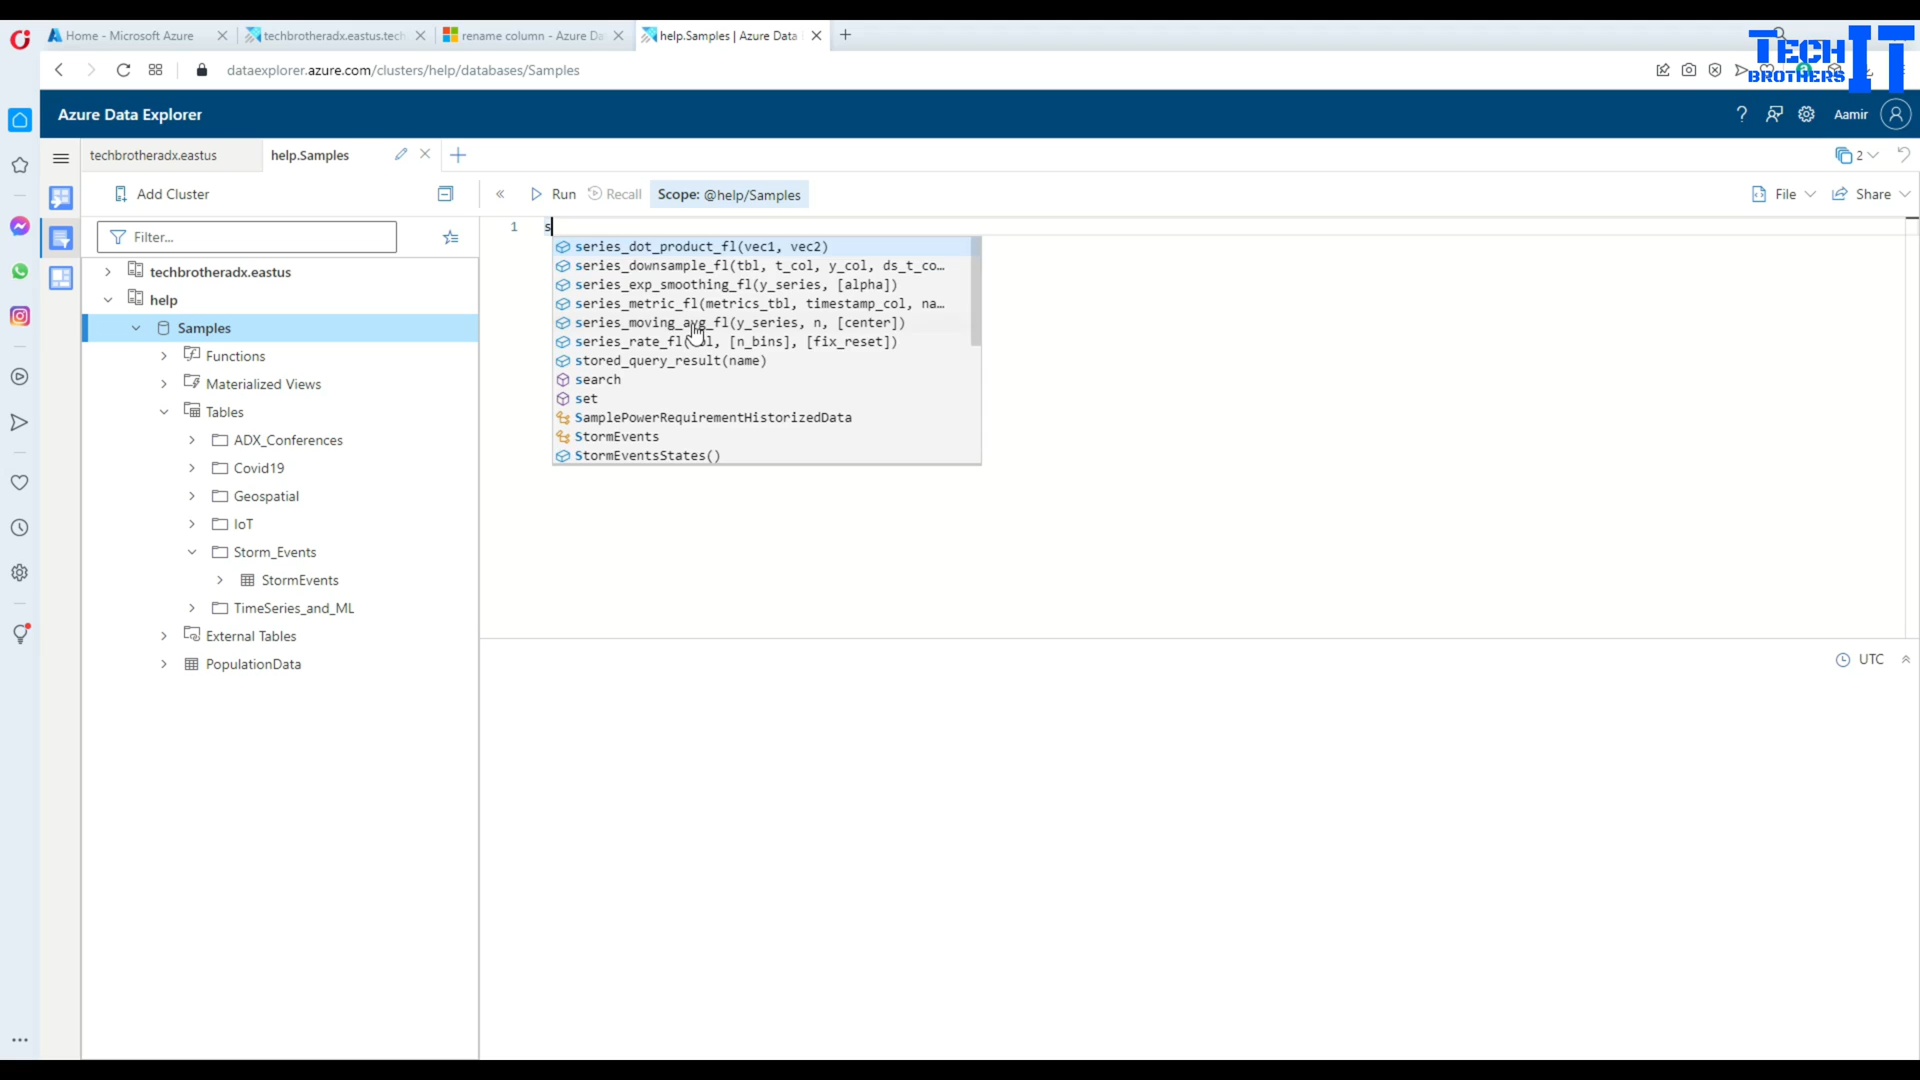 Home - Microsoft Azure
techbrotheradx.eastus.tech
rename column - Azure Da
help.Samples | Azure Data
TECH IT
BROTHERS
dataexplorer.azure.com/clusters/help/databases/Samples
Azure Data Explorer
?
Aamir
techbrotheradx.eastus
help.Samples
2
Add Cluster
Run
Recall
Scope: @help/Samples
File
Share
Filter...
1
s
series_dot_product_fl(vec1, vec2)
series_downsample_fl(tbl, t_col, y_col, ds_t_co…
series_exp_smoothing_fl(y_series, [alpha])
series_metric_fl(metrics_tbl, timestamp_col, na…
series_moving_avg_fl(y_series, n, [center])
series_rate_fl( [n_bins], [fix_reset])
stored_query_result(name)
search
set
SamplePowerRequirementHistorizedData
StormEvents
StormEventsStates()
techbrotheradx.eastus
help
Samples
Functions
Materialized Views
Tables
ADX_Conferences
Covid19
Geospatial
IoT
Storm_Events
StormEvents
TimeSeries_and_ML
External Tables
PopulationData
UTC